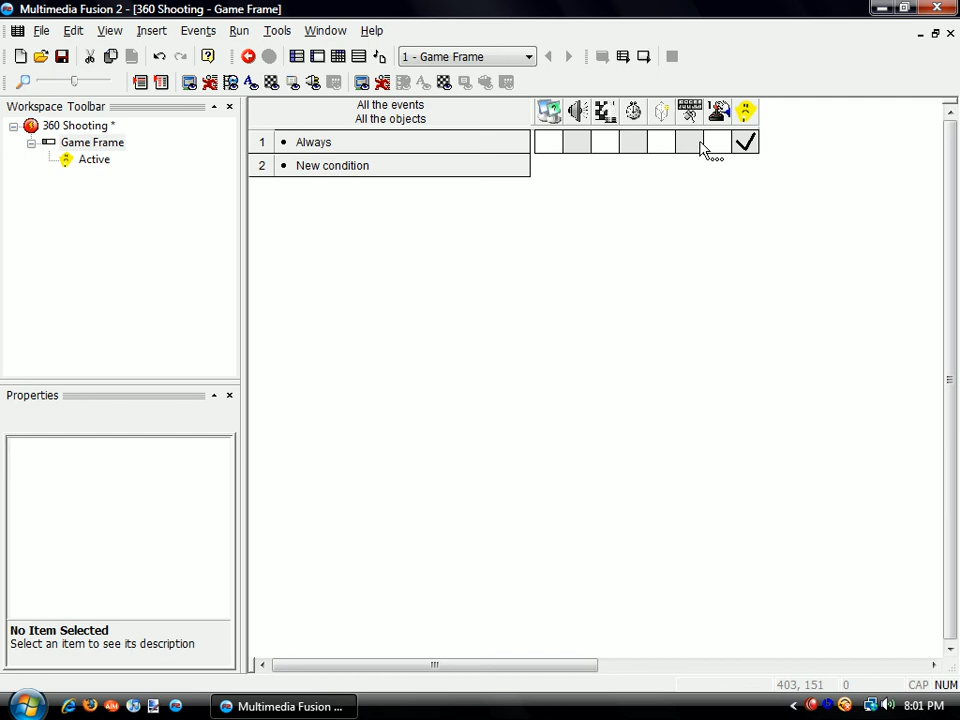 Multimedia Fusion 2 - [360 Shooting - Game Frame]
File Edit View Insert Events Run Tools Window Help
1 - Game Frame
Workspace Toolbar
360 Shooting *
Game Frame
Active
All the events
All the objects
1 Always
2 New condition
Properties
No Item Selected
Select an item to see its description
403, 151 0 CAP NUM
Multimedia Fusion ...
8:01 PM